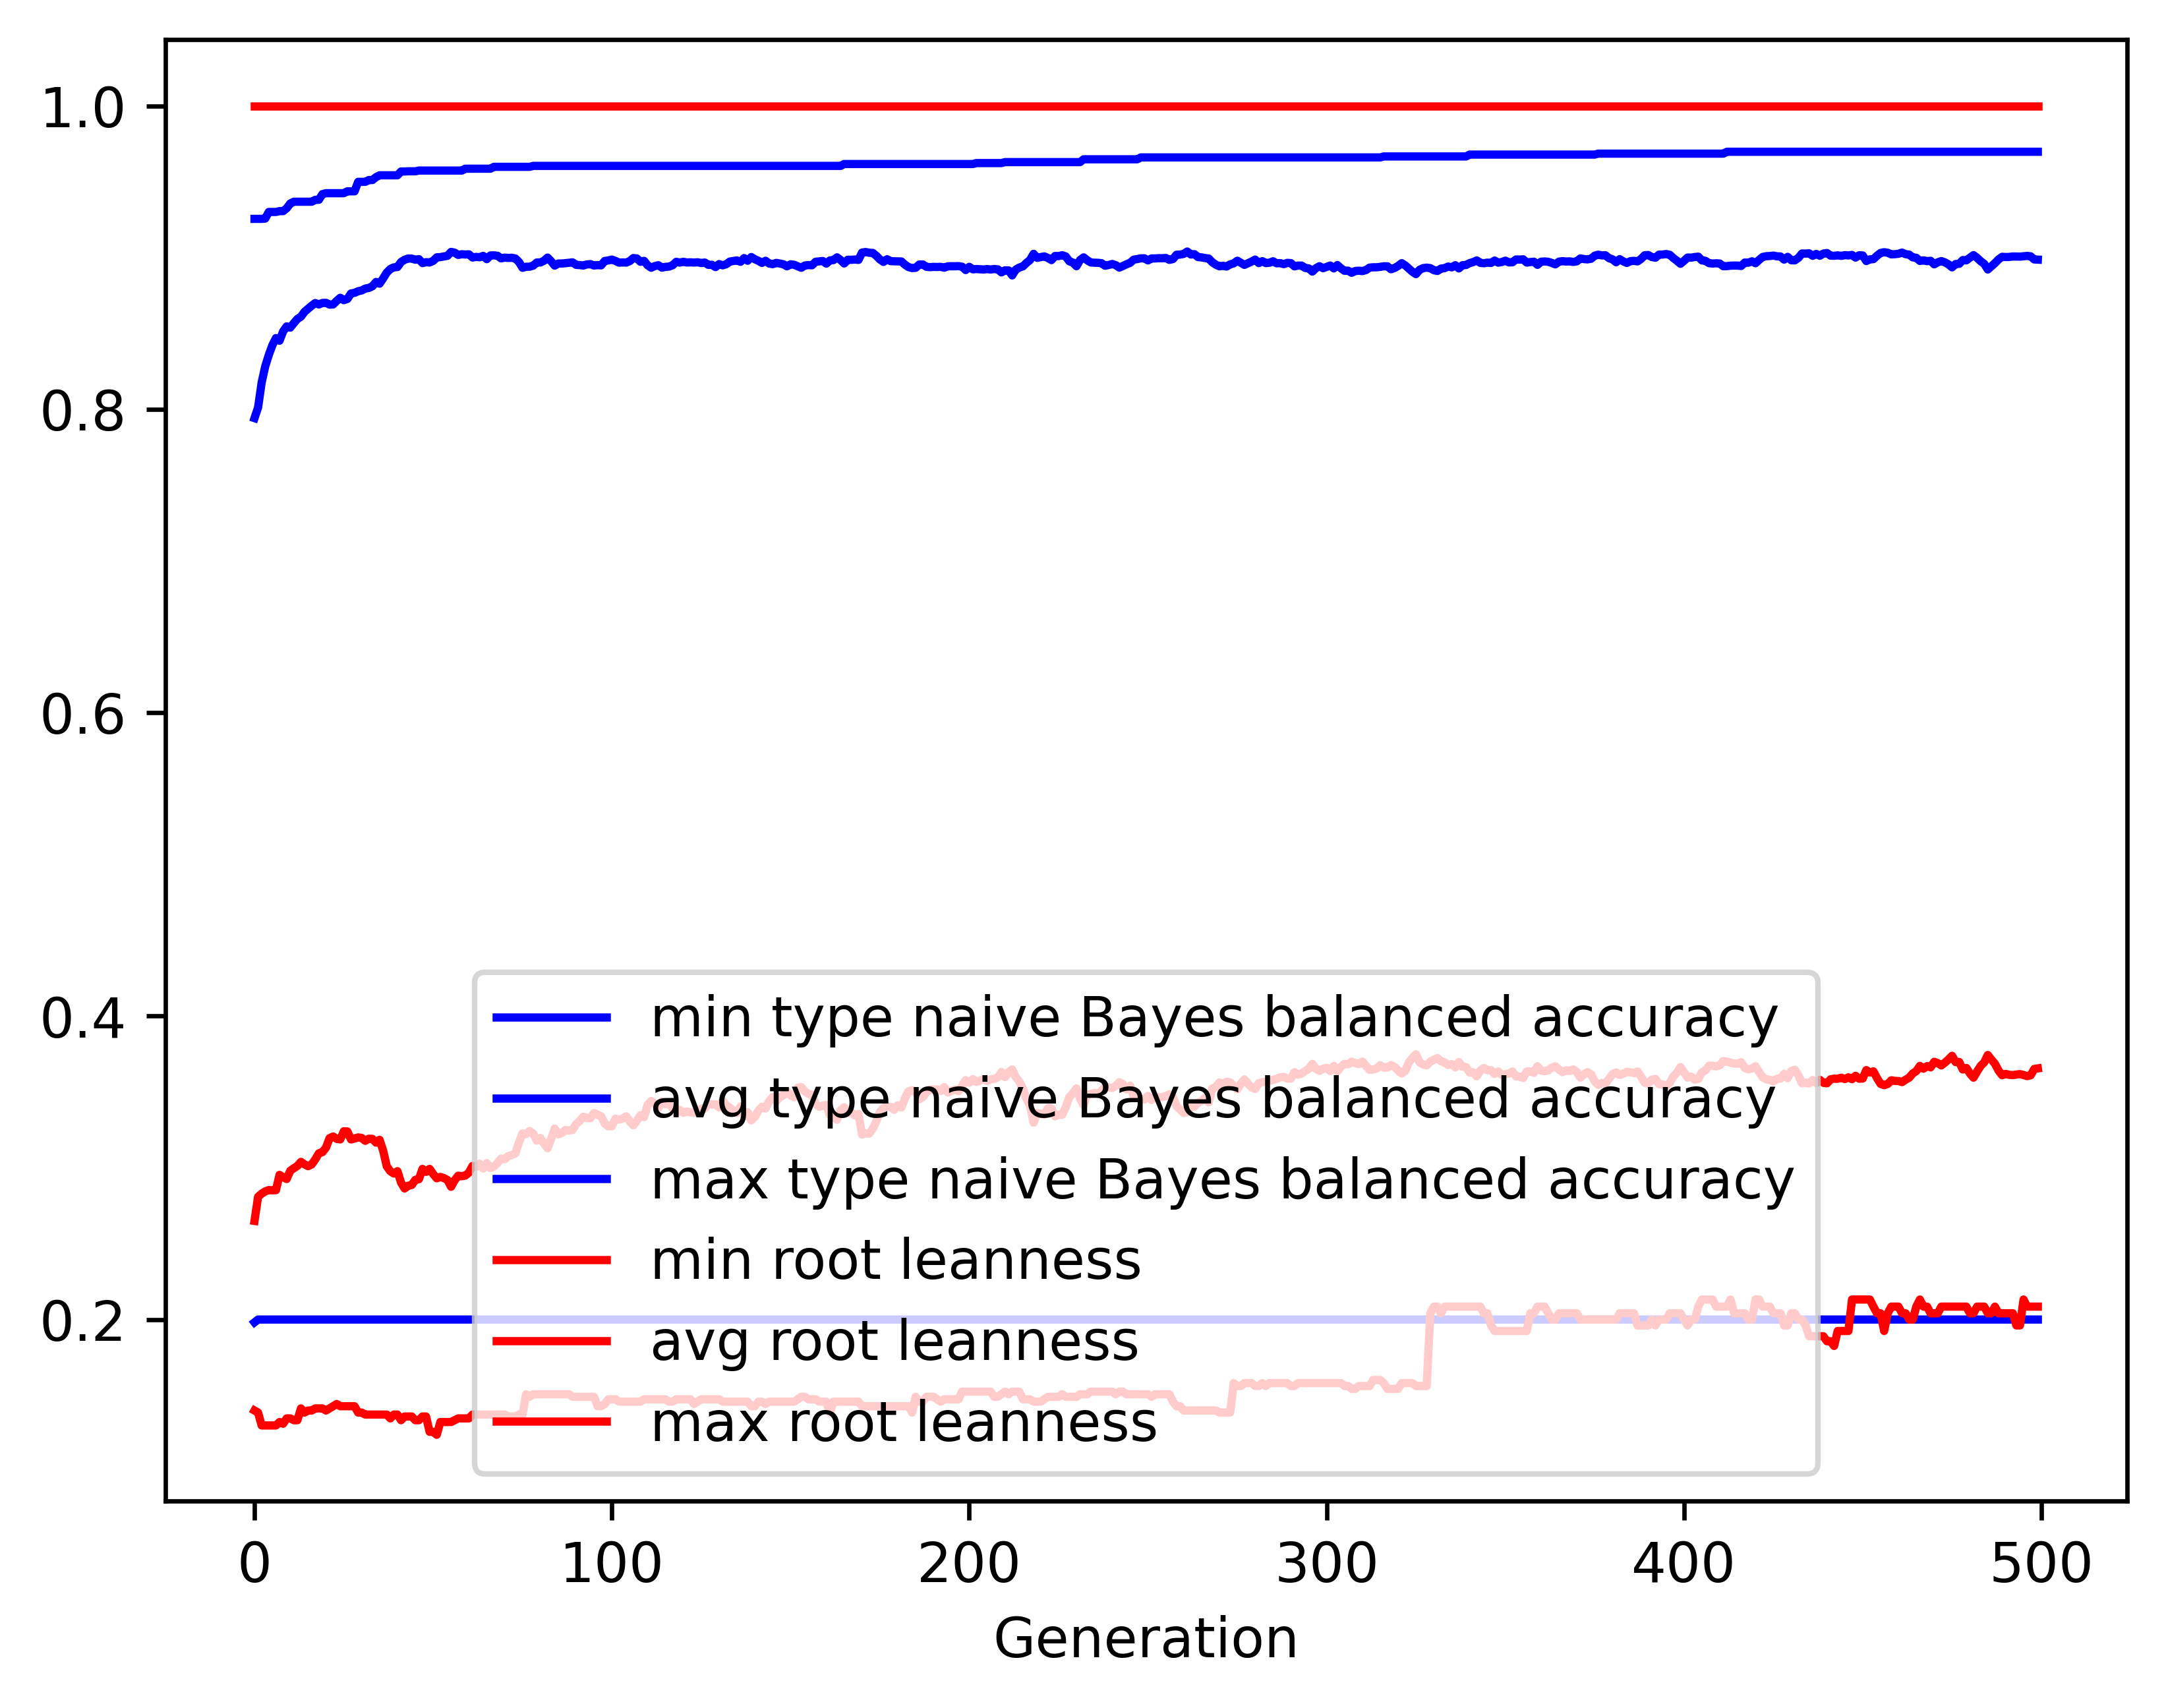 1.0
0.8
0.6
0.4
0.2
min type naive Bayes balanced accuracy
avg type naive Bayes balanced accuracy
max type naive Bayes balanced accuracy
min root leanness
avg root leanness
max root leanness
0 100 200 300 400 500
Generation